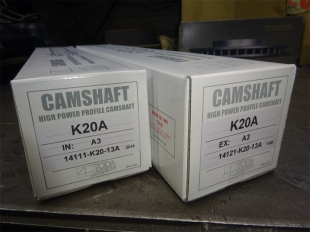 CAMSHAFT
HIGH POWER PROFILE CAMSHAFT
K20A
IN: A3
14111-K20-13A
CAMSHAFT
HIGH POWER PROFILE CAMSHAFT
K20A
EX: A3
14121-K20-13A